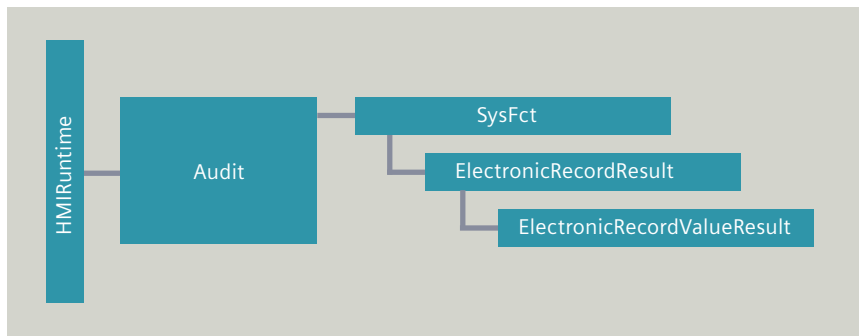 HMIRuntime
Audit
SysFct
ElectronicRecordResult
ElectronicRecordValueResult